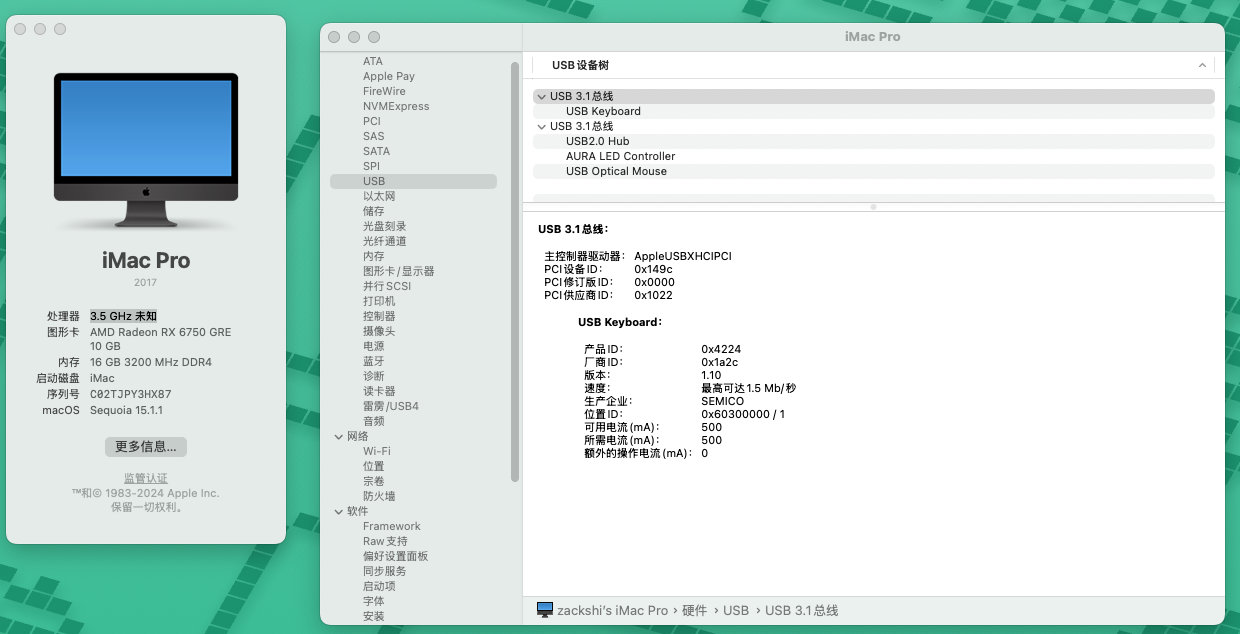 iMac Pro
2017
处理器 3.5 GHz 未知
图形卡 AMD Radeon RX 6750 GRE
10 GB
内存 16 GB 3200 MHz DDR4
启动磁盘 iMac
序列号 C02TJPY3HX87
macOS Sequoia 15.1.1
更多信息...
监管认证
™和© 1983-2024 Apple Inc.
保留一切权利。
iMac Pro
ATA
Apple Pay
FireWire
NVMExpress
PCI
SAS
SATA
SPI
USB
以太网
储存
光盘刻录
光纤通道
内存
图形卡/显示器
并行SCSI
打印机
控制器
摄像头
电源
蓝牙
诊断
读卡器
雷雳/USB4
音频
网络
Wi-Fi
位置
宗卷
防火墙
软件
Framework
Raw支持
偏好设置面板
同步服务
启动项
字体
安装
USB设备树
USB 3.1总线
USB Keyboard
USB 3.1总线
USB2.0 Hub
AURA LED Controller
USB Optical Mouse
USB 3.1总线：
主控制器驱动器： AppleUSBXHCIPCI
PCI设备ID： 0x149c
PCI修订版ID： 0x0000
PCI供应商ID： 0x1022
USB Keyboard：
产品ID： 0x4224
厂商ID： 0x1a2c
版本： 1.10
速度： 最高可达1.5 Mb/秒
生产企业： SEMICO
位置ID： 0x60300000 / 1
可用电流(mA)： 500
所需电流(mA)： 500
额外的操作电流(mA)： 0
zackshi's iMac Pro › 硬件 › USB › USB 3.1总线